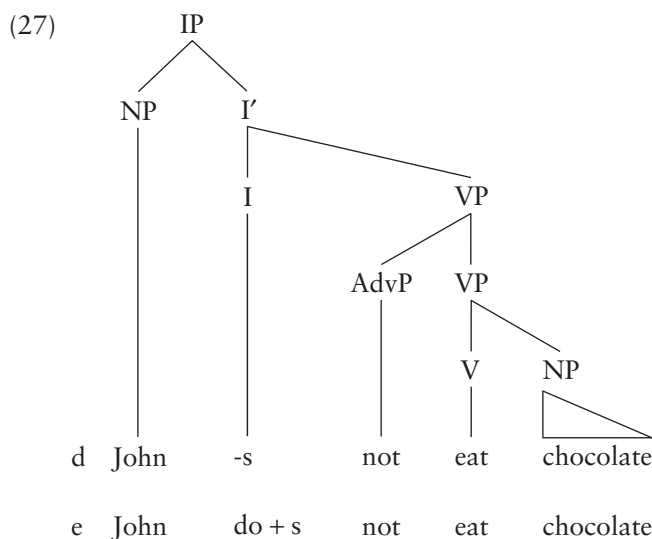 (27) IP
NP I′
I VP
AdvP VP
V NP
d John -s not eat chocolate
e John do + s not eat chocolate